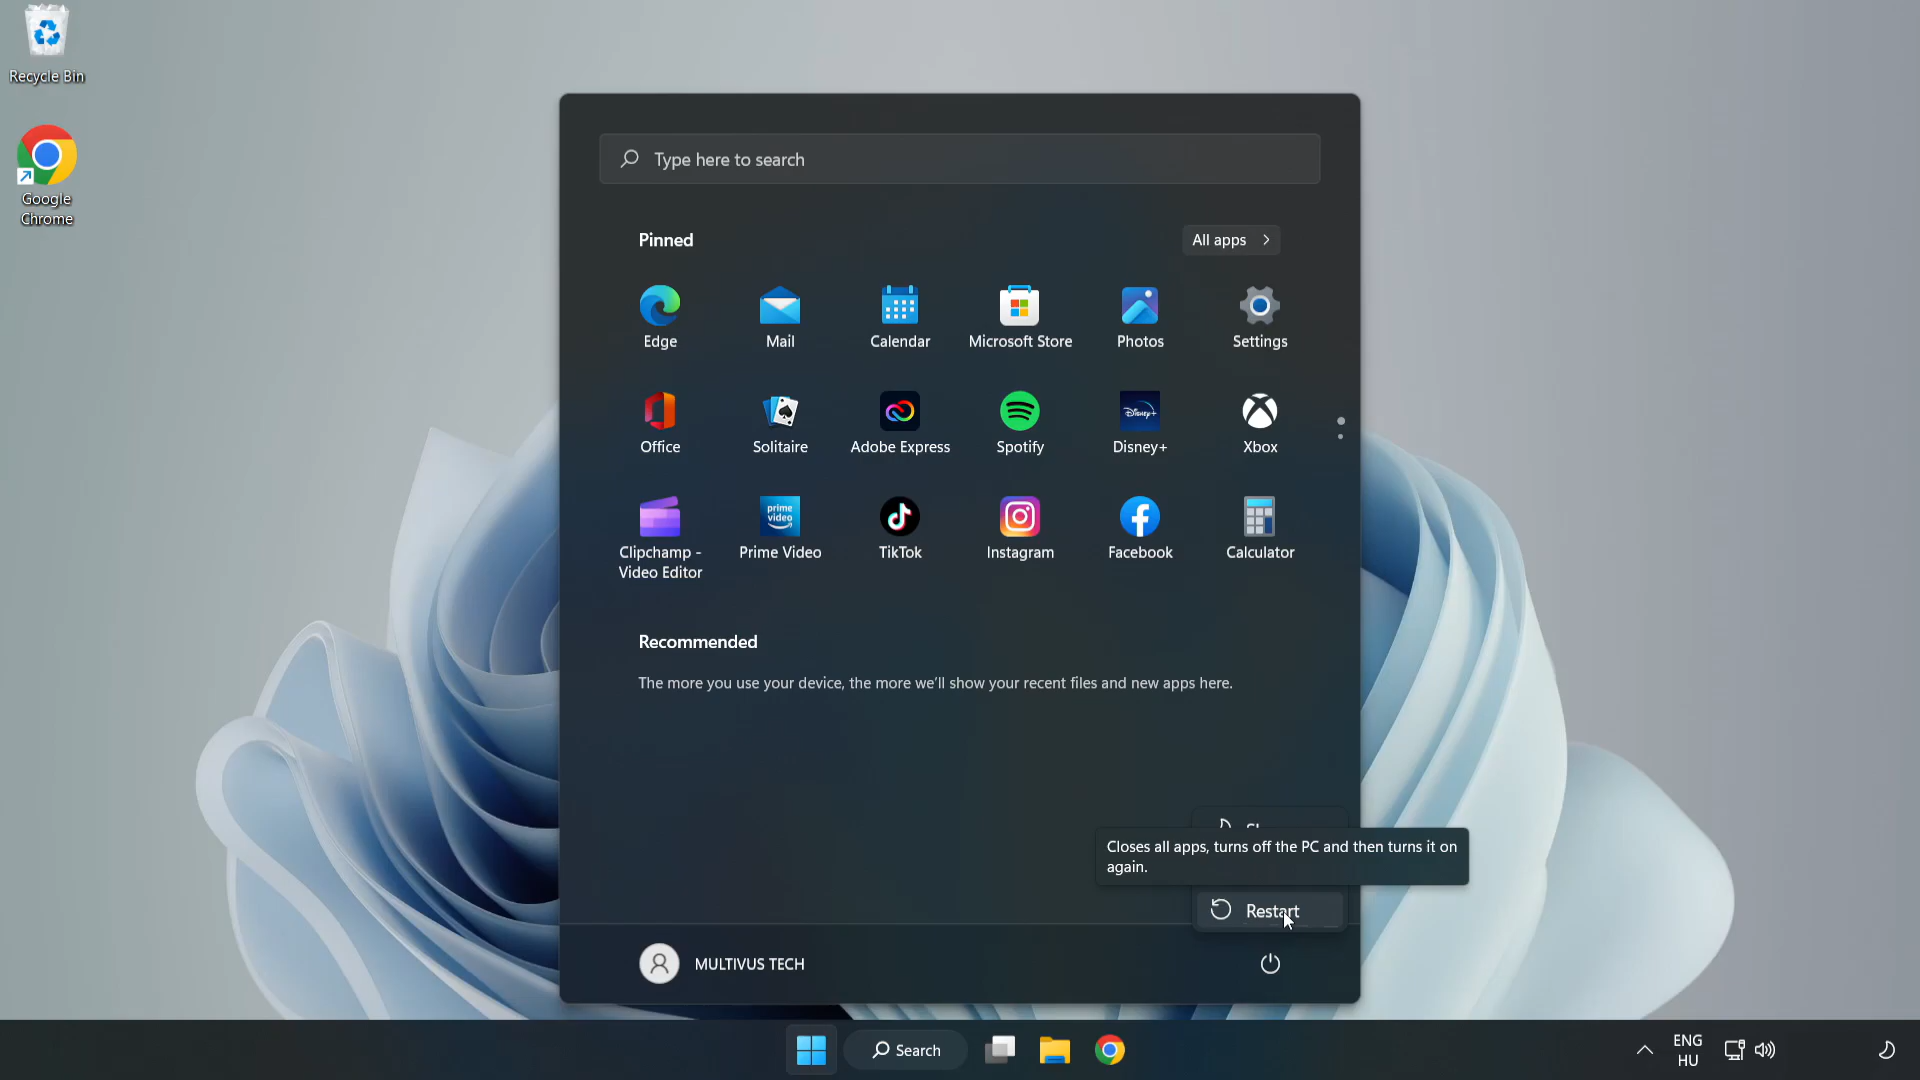 Recycle Bin
Google
Chrome
Type here to search
Pinned
All apps
Edge
Mail
Calendar
Microsoft Store
Photos
Settings
Office
Solitaire
Adobe Express
Disney+
Spotify
Disney+
Xbox
prime
video
Clipchamp -
Video Editor
Prime Video
TikTok
Instagram
Facebook
Calculator
Recommended
The more you use your device, the more we'll show your recent files and new apps here.
Closes all apps, turns off the PC and then turns it on
again.
Restart
MULTIVUS TECH
Search
ENG
HU